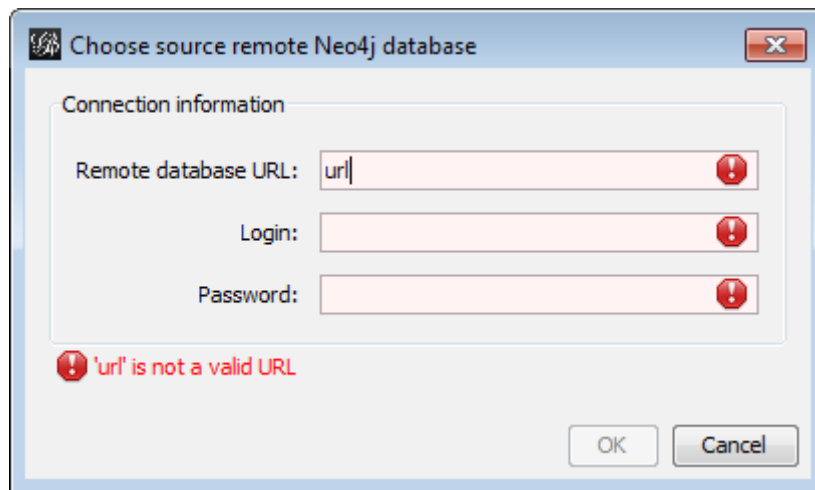 Choose source remote Neo4j database
Connection information
Remote database URL: url
Login:
Password:
'url' is not a valid URL
OK Cancel